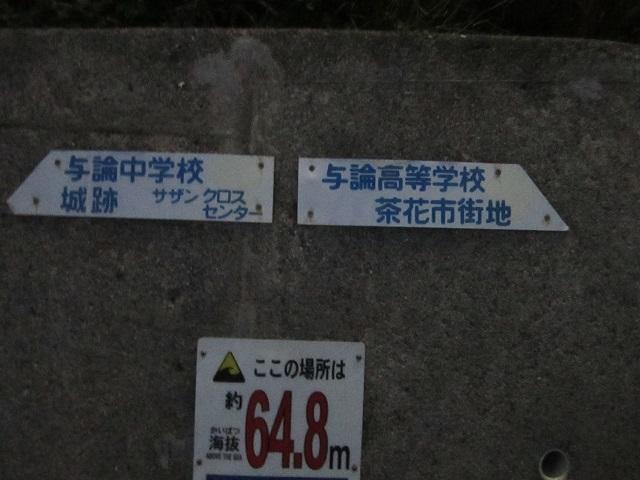 与論中学校
城跡 サザンクロス
センター
与論高等学校
茶花市街地
ここの場所は
約
64.8m
かいばつ
海抜
ABOVE THE SEA